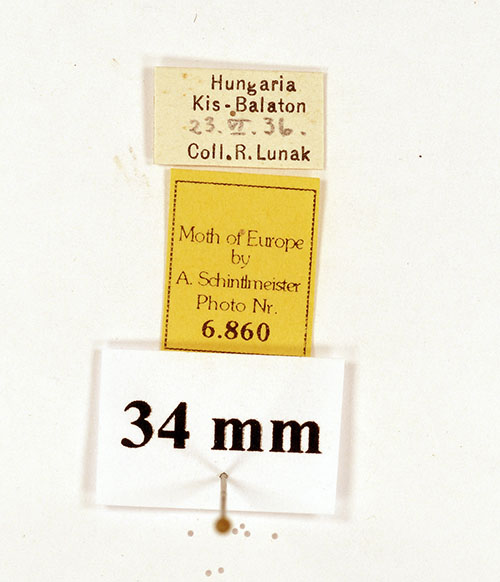 Hungaria
Kis-Balaton
23.VI.36.
Coll.R.Lunak
Moth of Europe
by
A. Schintlmeister
Photo Nr.
6.860
34 mm